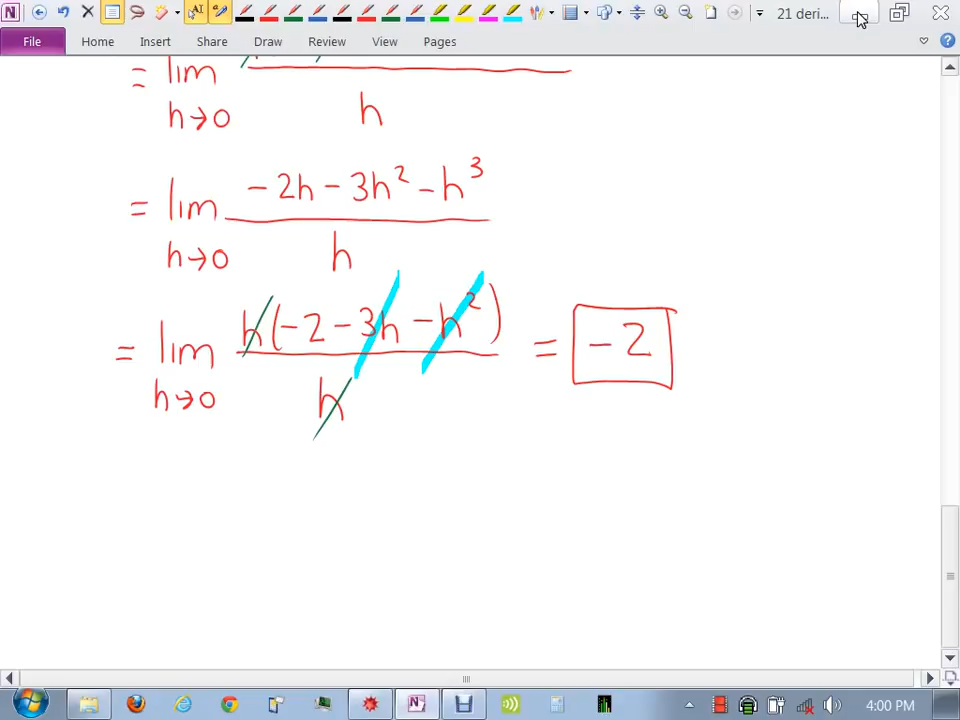 21 deri...
File Home Insert Share Draw Review View Pages
= lim
h→0 h
= lim -2h - 3h² - h³
h→0 h
= lim h(-2 - 3h - h²) = -2
h→0 h
4:00 PM